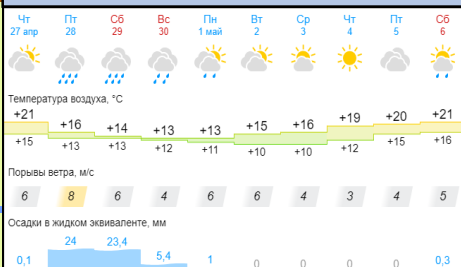 Чт Пт Сб Вс Пн Вт Ср Чт Пт Сб
27 апр 28 29 30 1 май 2 3 4 5 6
Температура воздуха, °C
+21 +16 +14 +13 +13 +15 +16 +19 +20 +21
+15 +13 +13 +12 +11 +10 +10 +12 +15 +16
Порывы ветра, м/с
6 8 6 4 6 6 4 3 4 5
Осадки в жидком эквиваленте, мм
0,1 24 23,4 5,4 1 0 0 0 0 0,3